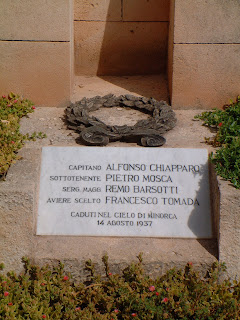 CAPITANO ALFONSO CHIAPPARO
SOTTOTENENTE PIETRO MOSCA
SERG. MAGG. REMO BARSOTTI
AVIERE SCELTO FRANCESCO TOMADA
CADUTI NEL CIELO DI MINORCA
14 AGOSTO 1937